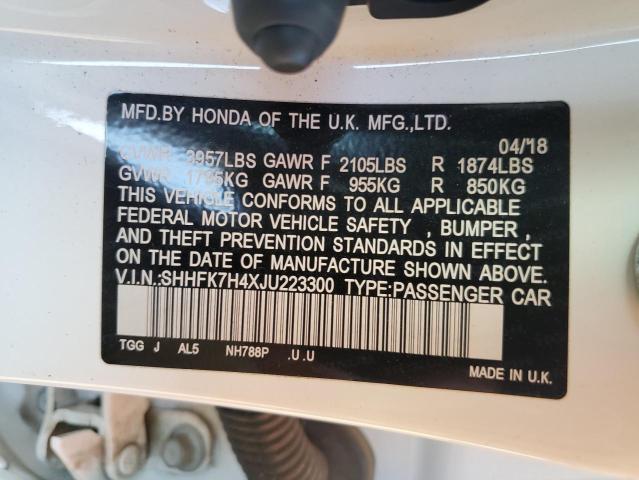 MFD.BY HONDA OF THE U.K. MFG.,LTD.
04/18
GVWR 3957LBS GAWR F 2105LBS R 1874LBS
GVWR 1795KG GAWR F 955KG R 850KG
THIS VEHICLE CONFORMS TO ALL APPLICABLE
FEDERAL MOTOR VEHICLE SAFETY , BUMPER ,
AND THEFT PREVENTION STANDARDS IN EFFECT
ON THE DATE OF MANUFACTURE SHOWN ABOVE.
V.I.N.:SHHFK7H4XJU223300 TYPE:PASSENGER CAR
TGG J AL5 NH788P .U.U
MADE IN U.K.